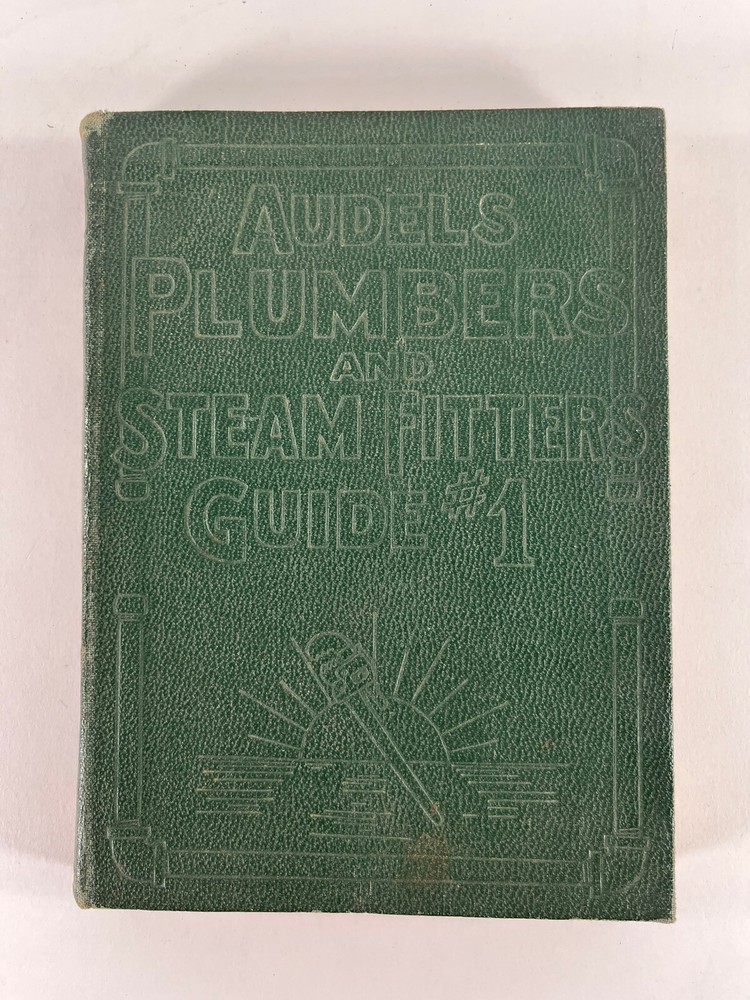 AUDELS
PLUMBERS
AND
STEAM FITTERS
GUIDE #1